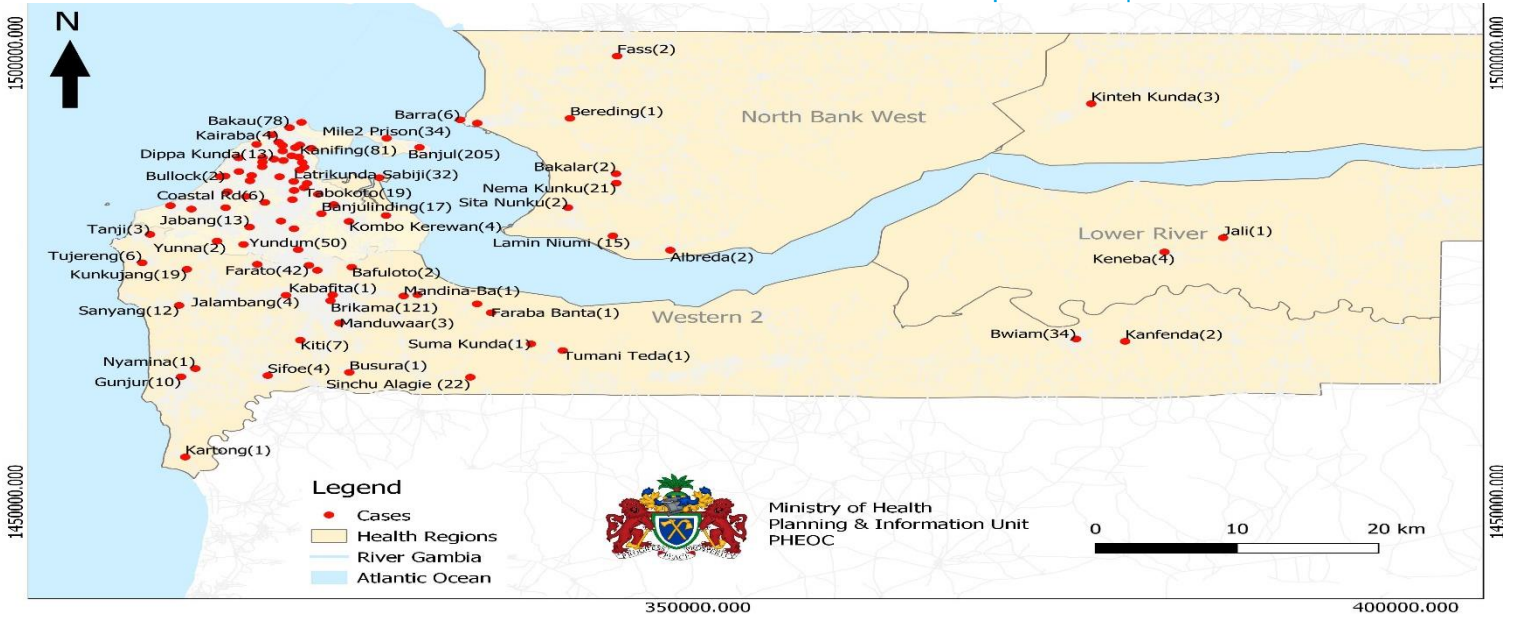 N
1500000.000
1500000.000
Fass(2)
Kinteh Kunda(3)
Bereding(1)
North Bank West
Barra(6)
Bakau(78)
Mile2 Prison(34)
Kairaba(4)
Kanifing(81)
Banjul(205)
Dippa Kunda(13)
Bakalar(2)
Bullock(2)
Latrikunda Sabiji(32)
Nema Kunku(21)
Tabokoto(19)
Coastal Rd(6)
Sita Nunku(2)
Banjulinding(17)
Jabang(13)
Kombo Kerewan(4)
Tanji(3)
Lower River
Jali(1)
Yunna(2)
Yundum(50)
Lamin Niumi (15)
Albreda(2)
Keneba(4)
Tujereng(6)
Kunkujang(19)
Farato(42)
Bafuloto(2)
Kabafita(1)
Mandina-Ba(1)
Sanyang(12)
Jalambang(4)
Brikama(121)
Faraba Banta(1)
Western 2
Manduwaar(3)
Bwiam(34)
Kanfenda(2)
Kiti(7)
Suma Kunda(1)
Tumani Teda(1)
Nyamina(1)
Sifoe(4)
Busura(1)
Gunjur(10)
Sinchu Alagie (22)
Kartong(1)
1450000.000
1450000.000
Legend
Cases
Health Regions
River Gambia
Atlantic Ocean
PROGRESS PEACE PROSPERITY
Ministry of Health
Planning & Information Unit
PHEOC
0 10 20 km
350000.000
400000.000